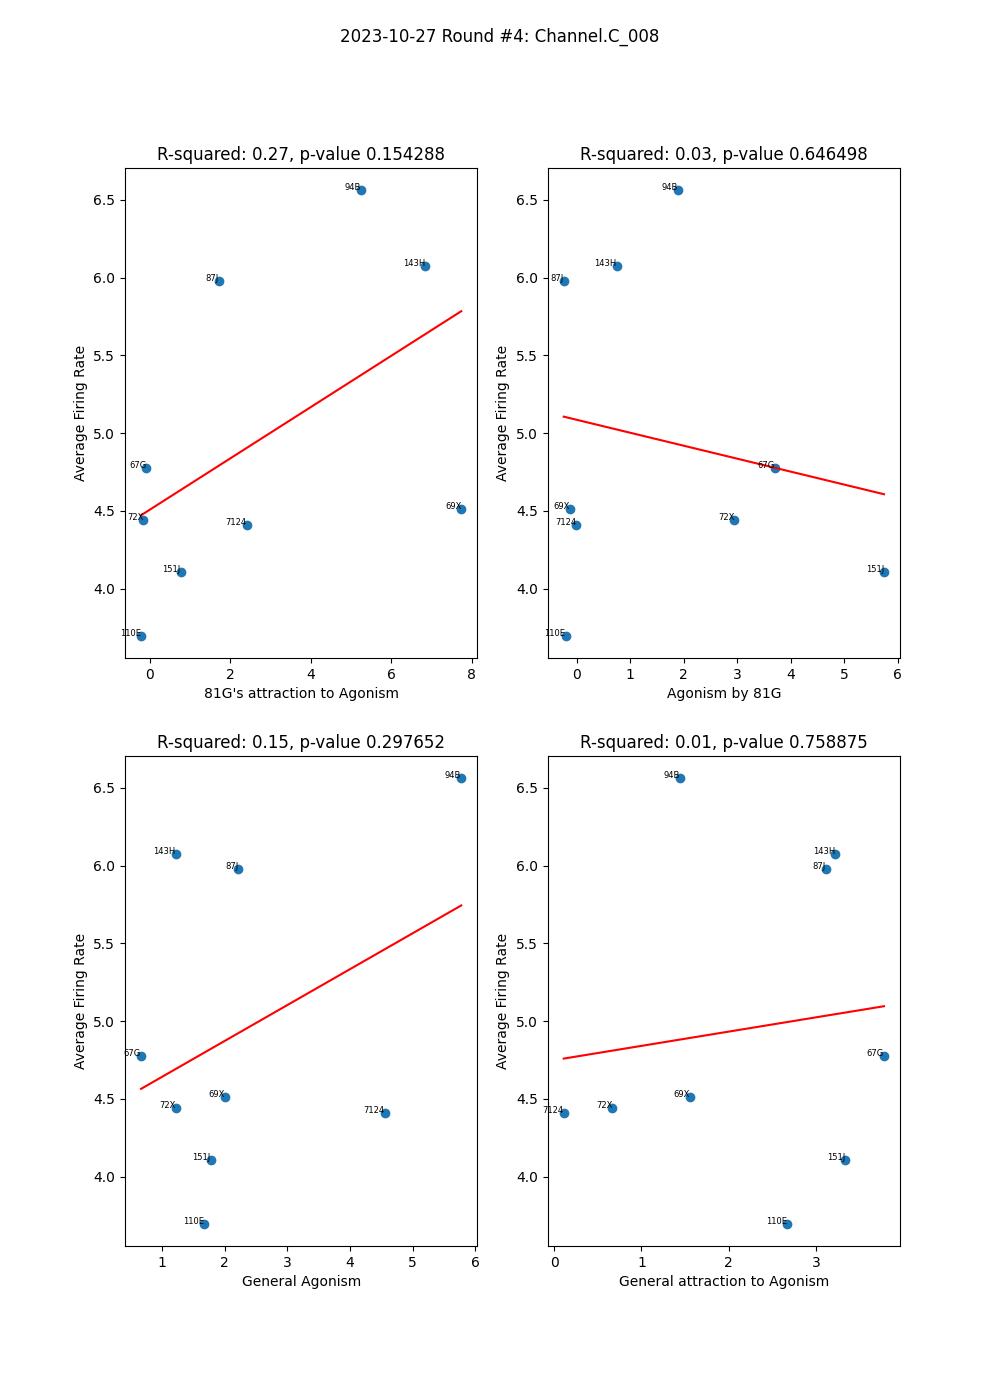 2023-10-27 Round #4: Channel.C_008
R-squared: 0.27, p-value 0.154288
6.5
6.0
5.5
5.0
4.5
4.0
Average Firing Rate
94B
143H
87J
67G
72X
7124
69X
151J
110E
0 2 4 6 8
81G's attraction to Agonism
R-squared: 0.03, p-value 0.646498
6.5
6.0
5.5
5.0
4.5
4.0
Average Firing Rate
94B
143H
87J
67G
69X
72X
7124
151J
110E
0 1 2 3 4 5 6
Agonism by 81G
R-squared: 0.15, p-value 0.297652
6.5
6.0
5.5
5.0
4.5
4.0
Average Firing Rate
94B
143H
87J
67G
69X
72X
7124
151J
110E
1 2 3 4 5 6
General Agonism
R-squared: 0.01, p-value 0.758875
6.5
6.0
5.5
5.0
4.5
4.0
Average Firing Rate
94B
143H
87J
67G
69X
72X
7124
151J
110E
0 1 2 3
General attraction to Agonism